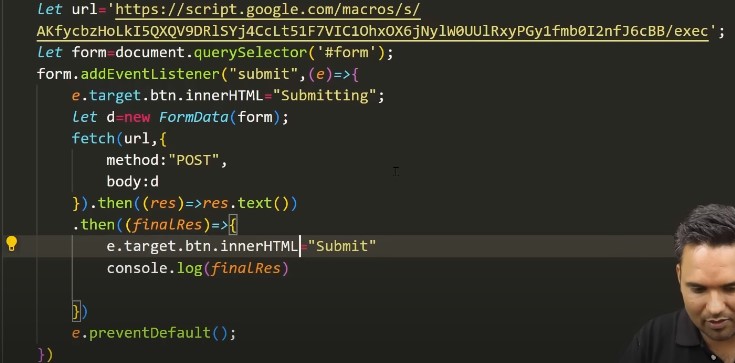 let url='https://script.google.com/macros/s/
AKfycbzHoLkI5QXQV9DRlSYj4CcLt51F7VIC1OhxOX6jNylW0UUlRxyPGy1fmb0I2nfJ6cBB/exec';
let form=document.querySelector('#form');
form.addEventListener("submit",(e)=>{
e.target.btn.innerHTML="Submitting";
let d=new FormData(form);
fetch(url,{
method:"POST",
body:d
}).then((res)=>res.text())
.then((finalRes)=>{
e.target.btn.innerHTML="Submit"
console.log(finalRes)
})
e.preventDefault();
})